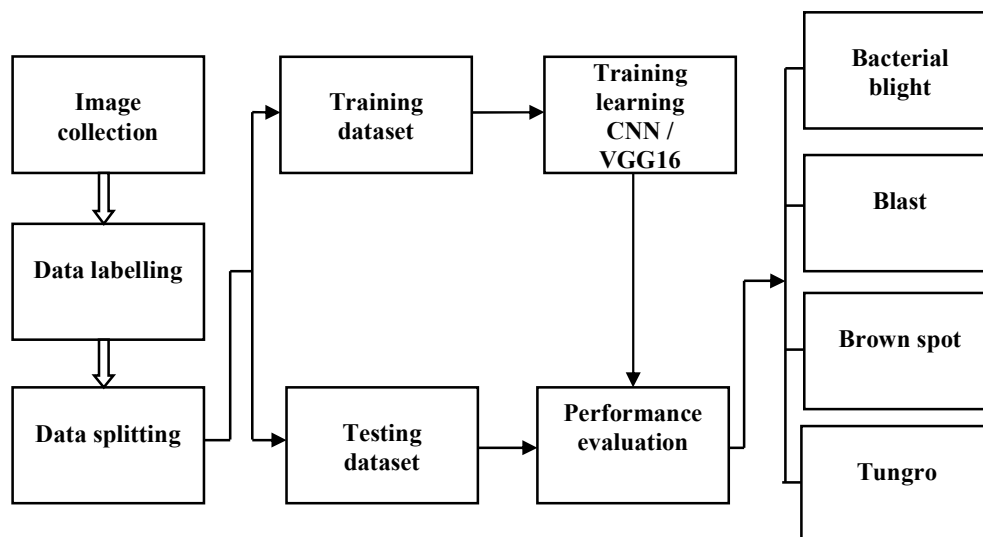 Image
collection
Data labelling
Data splitting
Training
dataset
Testing
dataset
Training
learning
CNN /
VGG16
Performance
evaluation
Bacterial
blight
Blast
Brown spot
Tungro